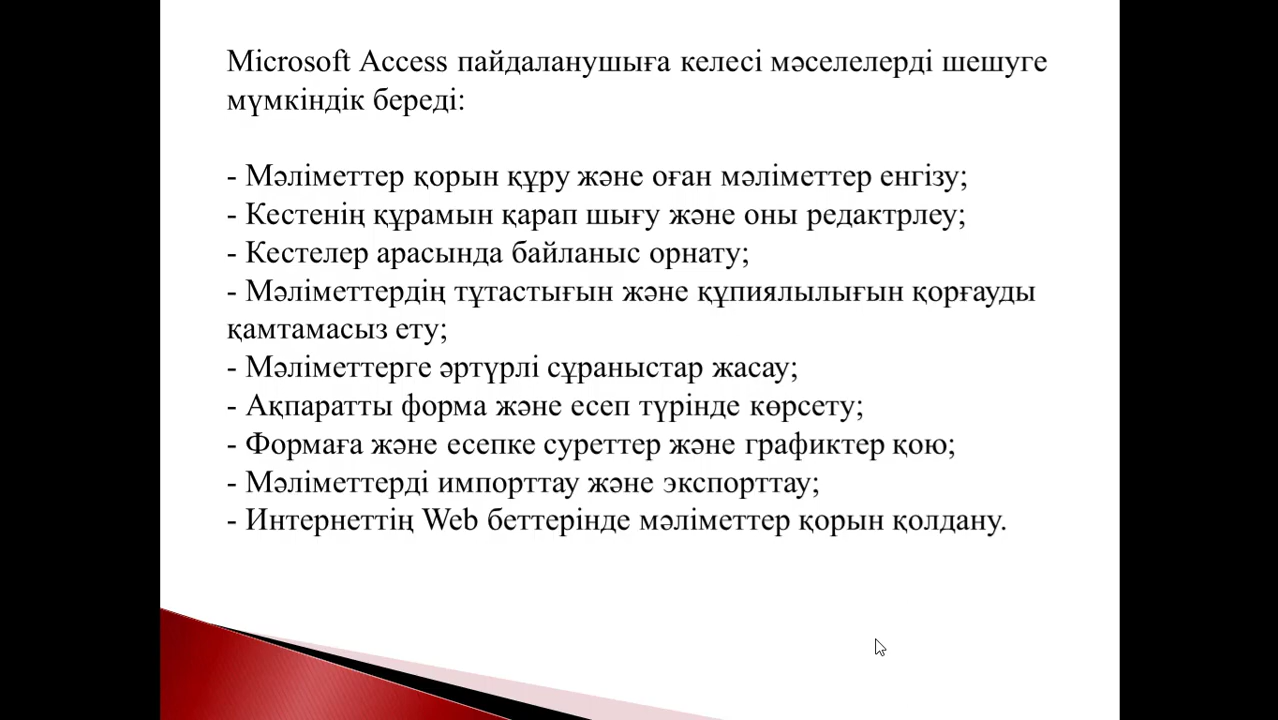 Microsoft Access пайдаланушыға келесі мәселелерді шешуге
мүмкіндік береді:
- Мәліметтер қорын құру және оған мәліметтер енгізу;
- Кестенің құрамын қарап шығу және оны редактрлеу;
- Кестелер арасында байланыс орнату;
- Мәліметтердің тұтастығын және құпиялылығын қорғауды
қамтамасыз ету;
- Мәліметтерге әртүрлі сұраныстар жасау;
- Ақпаратты форма және есеп түрінде көрсету;
- Формаға және есепке суреттер және графиктер қою;
- Мәліметтерді импорттау және экспорттау;
- Интернеттің Web беттерінде мәліметтер қорын қолдану.